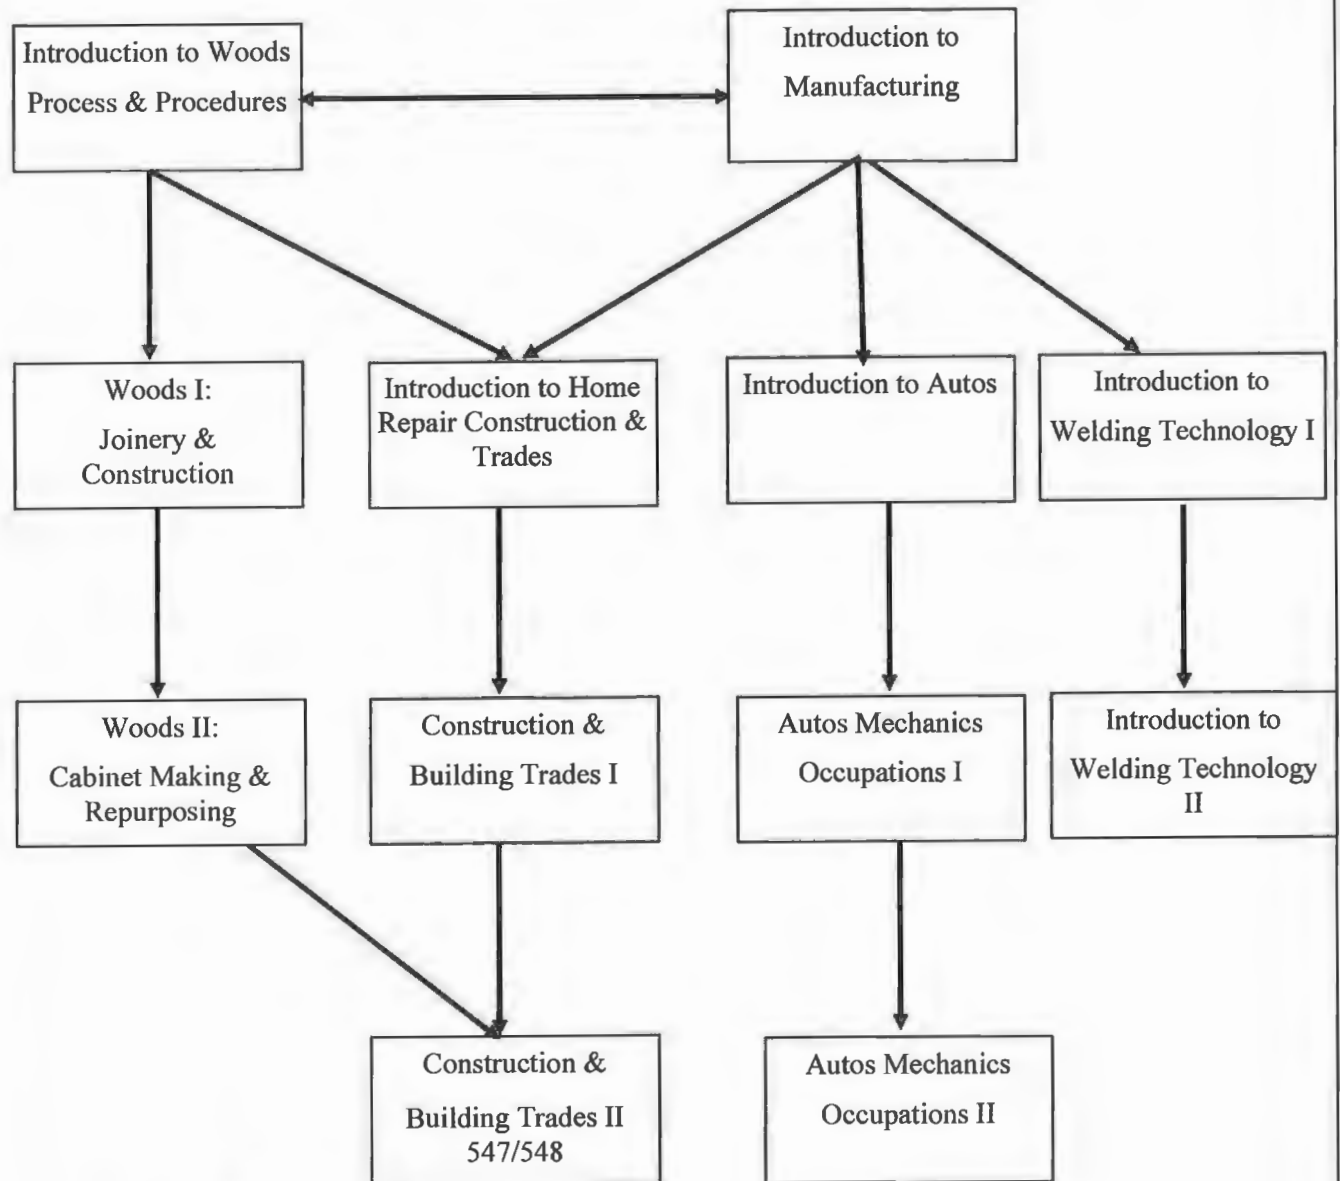 Introduction to Woods
Process & Procedures
Introduction to
Manufacturing
Woods I:
Joinery &
Construction
Introduction to Home
Repair Construction &
Trades
Introduction to Autos
Introduction to
Welding Technology I
Woods II:
Cabinet Making &
Repurposing
Construction &
Building Trades I
Autos Mechanics
Occupations I
Introduction to
Welding Technology
II
Construction &
Building Trades II
547/548
Autos Mechanics
Occupations II